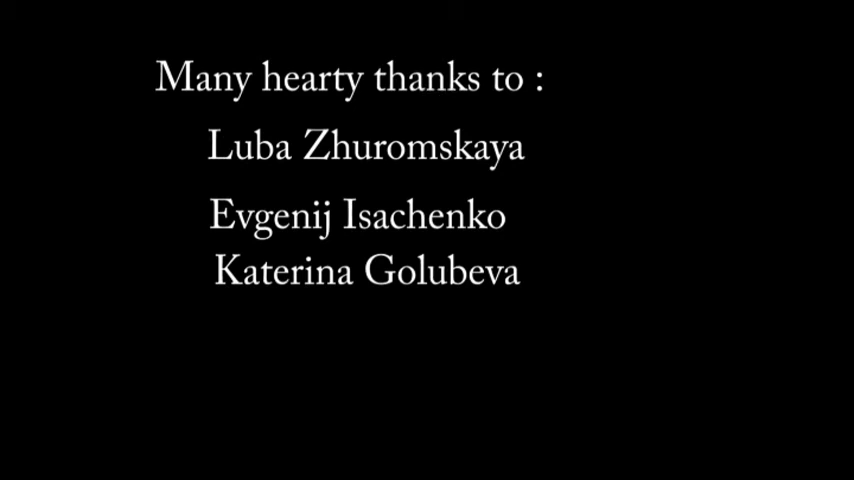 Many hearty thanks to :
Luba Zhuromskaya
Evgenij Isachenko
Katerina Golubeva